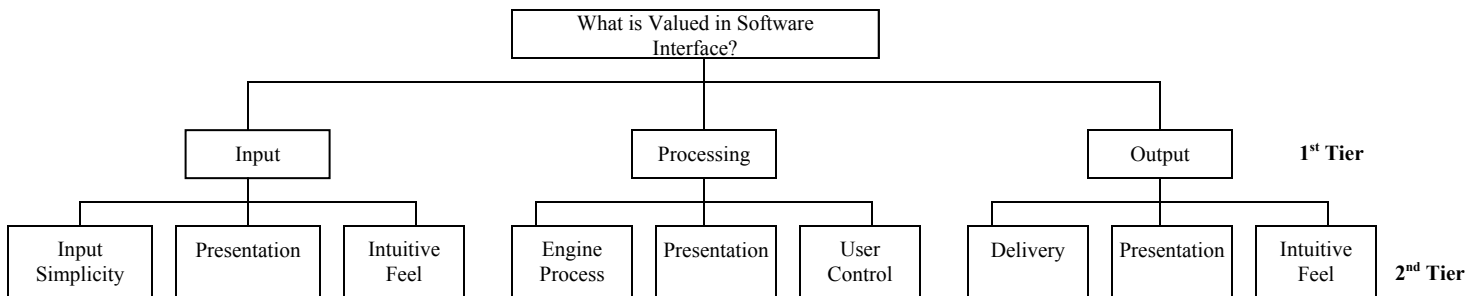 What is Valued in Software
Interface?
Input
Processing
Output
1st Tier
Input
Simplicity
Presentation
Intuitive
Feel
Engine
Process
Presentation
User
Control
Delivery
Presentation
Intuitive
Feel
2nd Tier